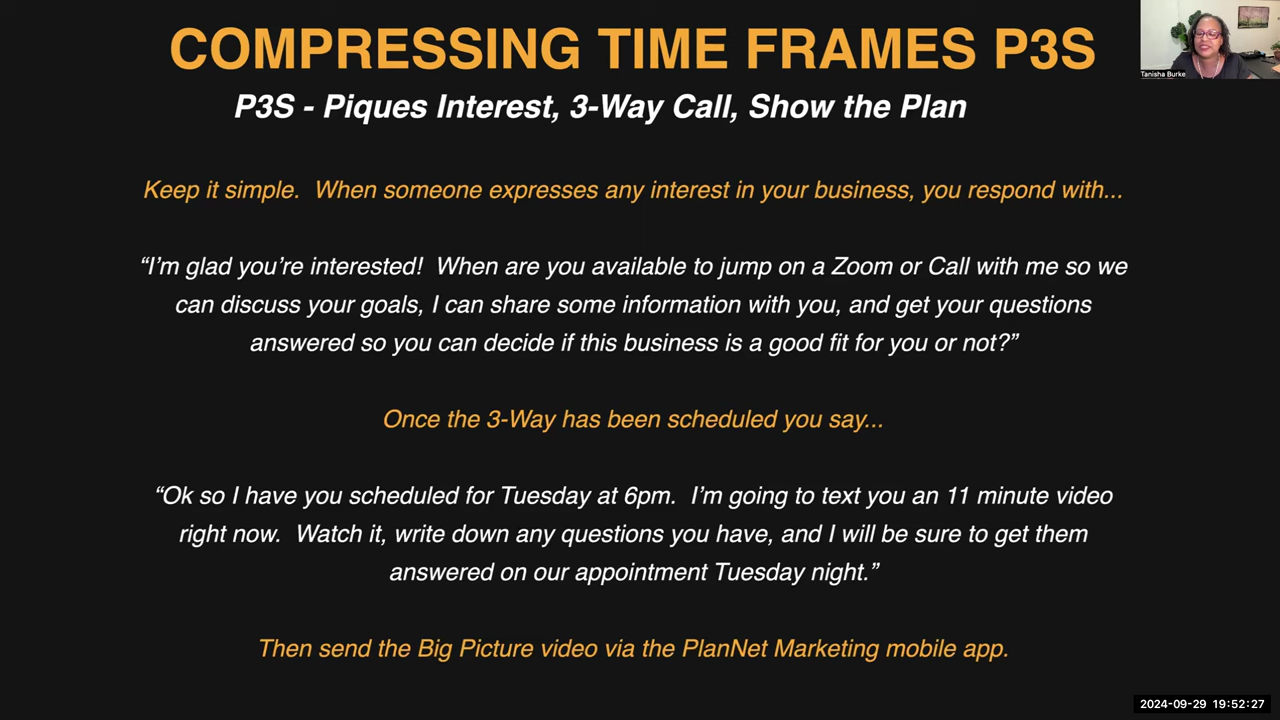 COMPRESSING TIME FRAMES P3S
Tanisha Burke
P3S - Piques Interest, 3-Way Call, Show the Plan
Keep it simple.  When someone expresses any interest in your business, you respond with...
“I’m glad you’re interested!  When are you available to jump on a Zoom or Call with me so we
can discuss your goals, I can share some information with you, and get your questions
answered so you can decide if this business is a good fit for you or not?”
Once the 3-Way has been scheduled you say...
“Ok so I have you scheduled for Tuesday at 6pm.  I’m going to text you an 11 minute video
right now.  Watch it, write down any questions you have, and I will be sure to get them
answered on our appointment Tuesday night.”
Then send the Big Picture video via the PlanNet Marketing mobile app.
2024-09-29 19:52:27